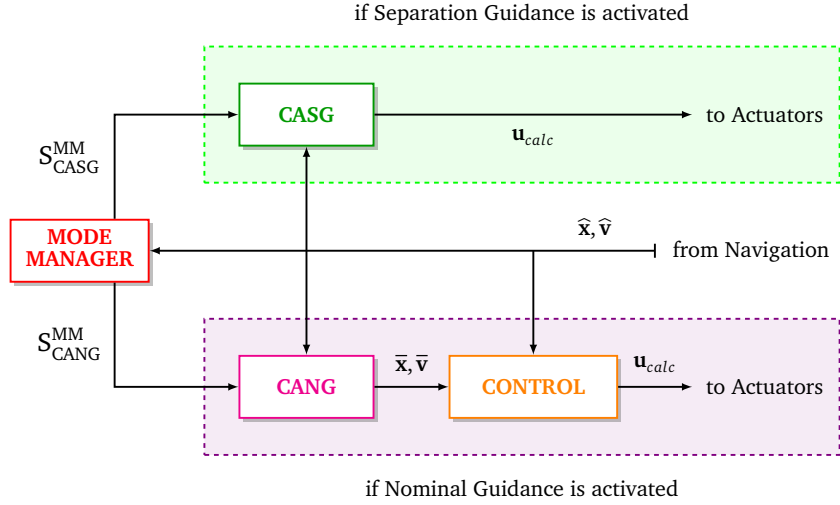 if Separation Guidance is activated
CASG
to Actuators
𝐮_calc
S^MM_CASG
MODE
MANAGER
x̂, v̂
from Navigation
S^MM_CANG
CANG
x̄, v̄
CONTROL
𝐮_calc
to Actuators
if Nominal Guidance is activated